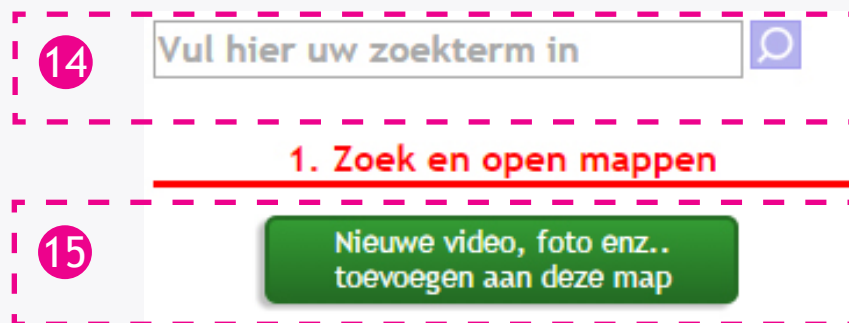 14
Vul hier uw zoekterm in
1. Zoek en open mappen
15
Nieuwe video, foto enz..
toevoegen aan deze map